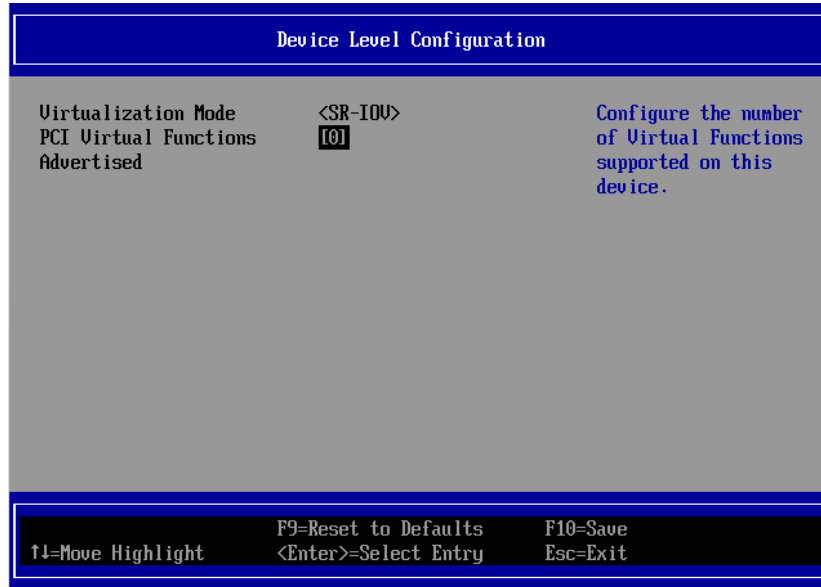 Device Level Configuration
Virtualization Mode <SR-IOV> Configure the number
PCI Virtual Functions [0] of Virtual Functions
Advertised supported on this
device.
F9=Reset to Defaults F10=Save
↑↓=Move Highlight <Enter>=Select Entry Esc=Exit